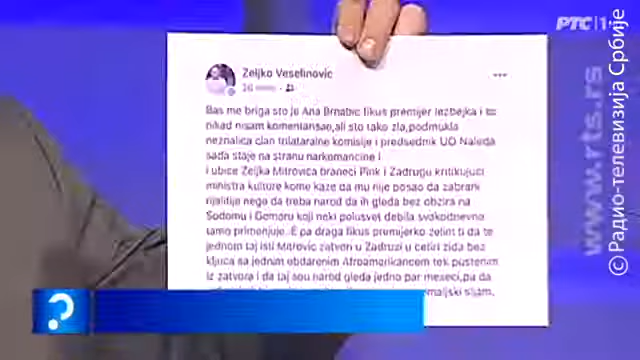 РТС|1
Zeljko Veselinovic
Bas me briga sto je Ana Brnabic fikus premijer lezbejka i to
nikad nisam komentarisao,ali sto tako zla,podmukla
neznalica clan trilateralne komisije i predsednik UO Naleda
sada staje na stranu narkomancine i
i ubice Zeljka Mitrovica braneci Pink i Zadrugu kritikujuci
ministra kulture kome kaze da mu nije posao da zabrani
rijalitije nego da treba narod da ih gleda bez obzira na
Sodomu i Gomoru koji neki polusvet debila svakodnevno
tamo primenjuje. E pa draga fikus premijerko zelim ti da te
jednom taj isti Mitrovic zatvori u Zadruzi u cetiri zida bez
kljuca sa jednim obdarenim Afroamerikancem tek pustenim
iz zatvora i da taj sou narod gleda jedno par meseci,pa da
sijam.
?
www.rts.rs
© Радио-телевизија Србије